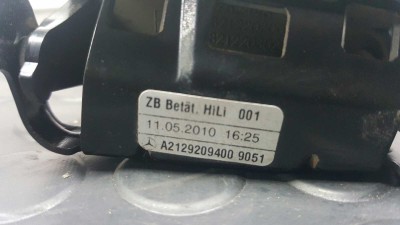 ZB Betät. HiLi 001
11.05.2010 16:25
A2129209400 9051